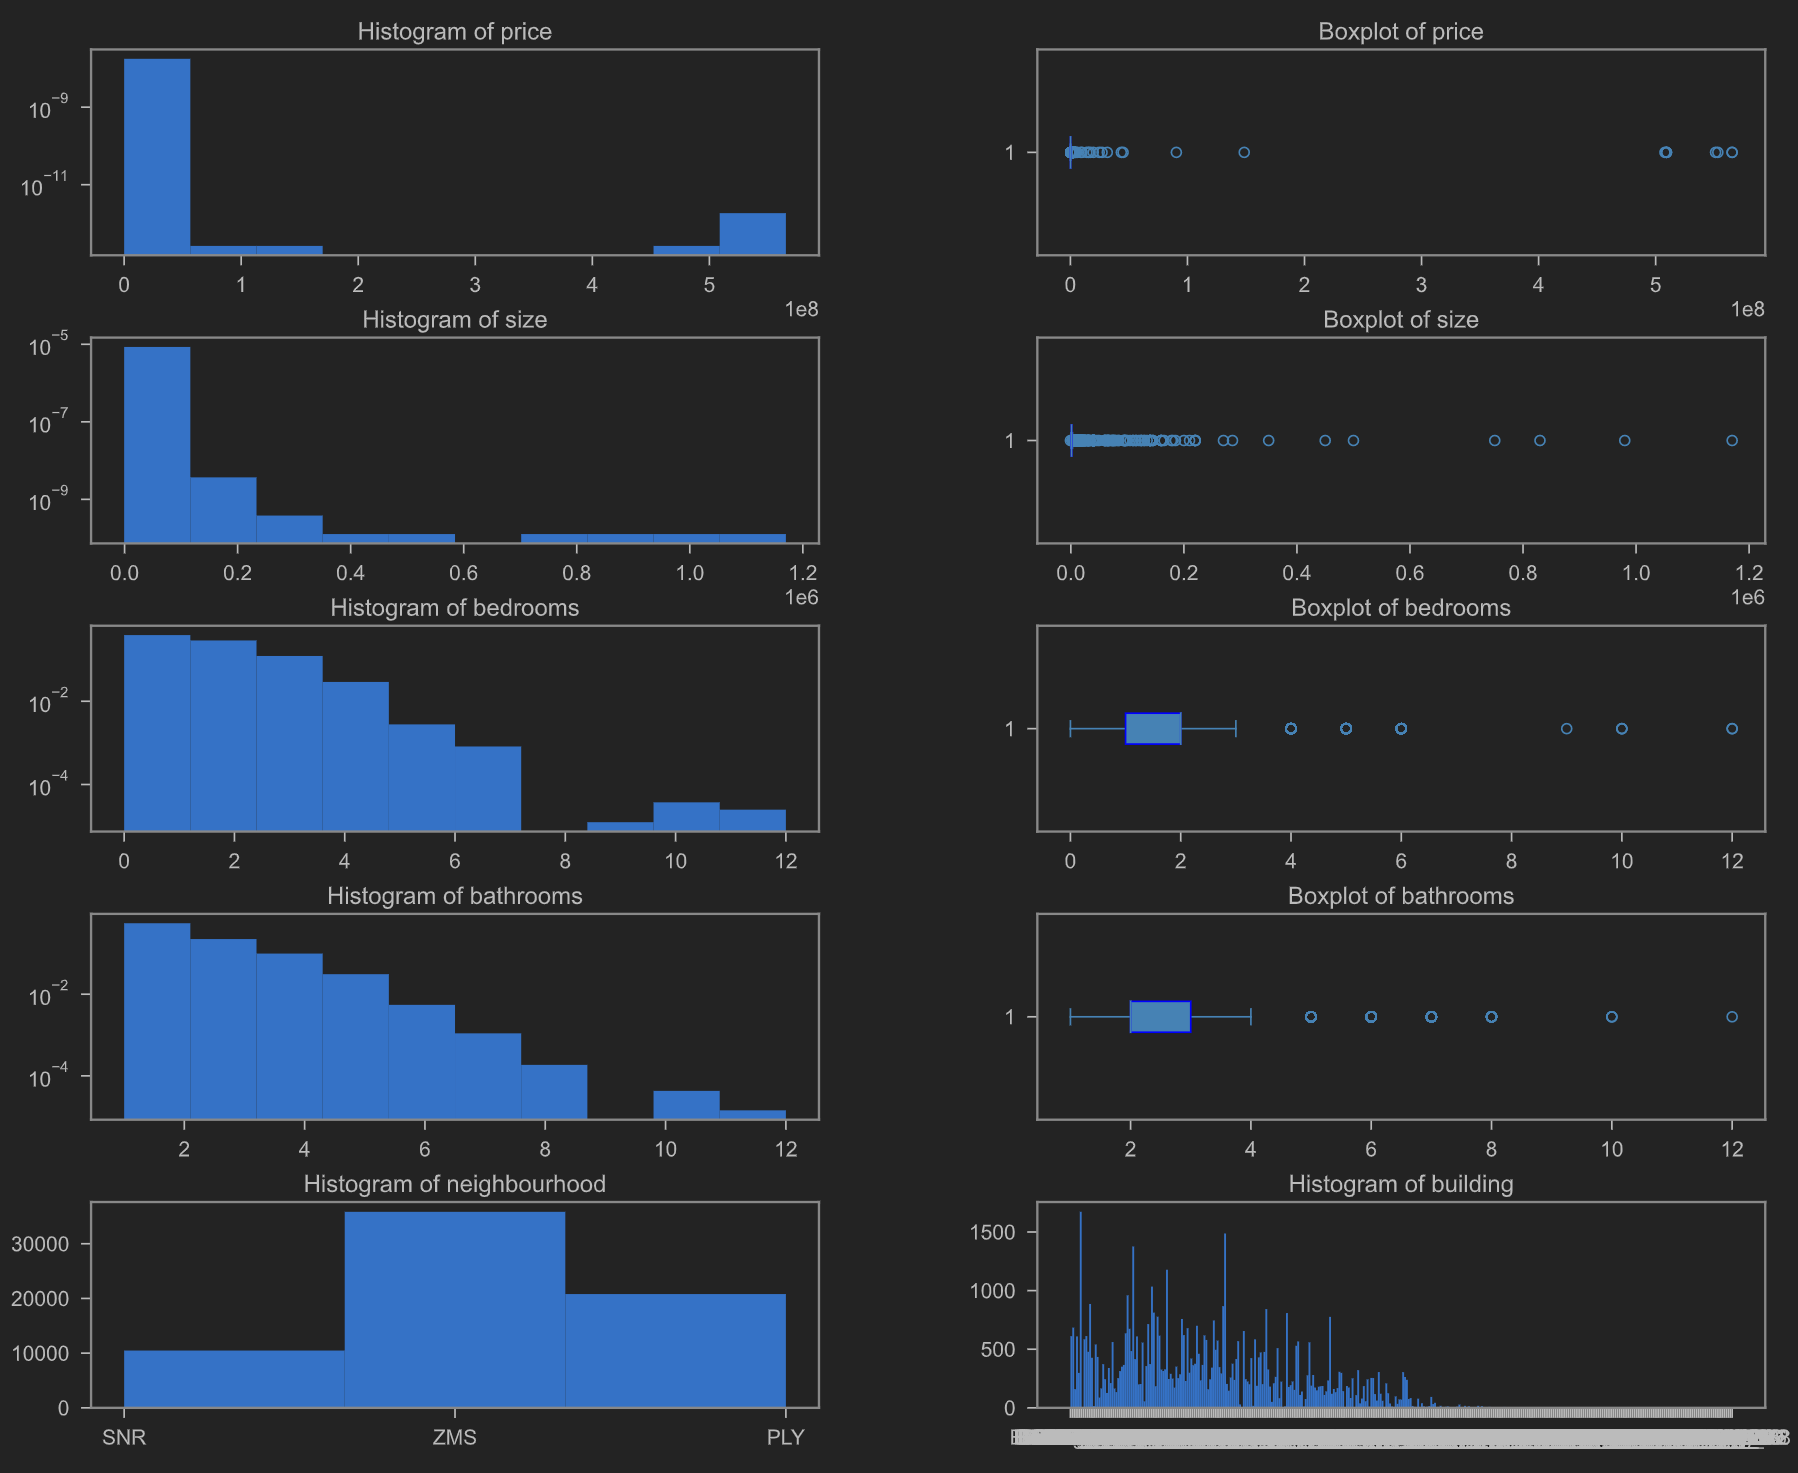 Histogram of price
10⁻⁹
10⁻¹¹
0 1 2 3 4 5
1e8
Boxplot of price
1
0 1 2 3 4 5
1e8
Histogram of size
10⁻⁵
10⁻⁷
10⁻⁹
0.0 0.2 0.4 0.6 0.8 1.0 1.2
1e6
Boxplot of size
1
0.0 0.2 0.4 0.6 0.8 1.0 1.2
1e6
Histogram of bedrooms
10⁻²
10⁻⁴
0 2 4 6 8 10 12
Boxplot of bedrooms
1
0 2 4 6 8 10 12
Histogram of bathrooms
10⁻²
10⁻⁴
2 4 6 8 10 12
Boxplot of bathrooms
1
2 4 6 8 10 12
Histogram of neighbourhood
30000
20000
10000
0
SNR ZMS PLY
Histogram of building
1500
1000
500
0